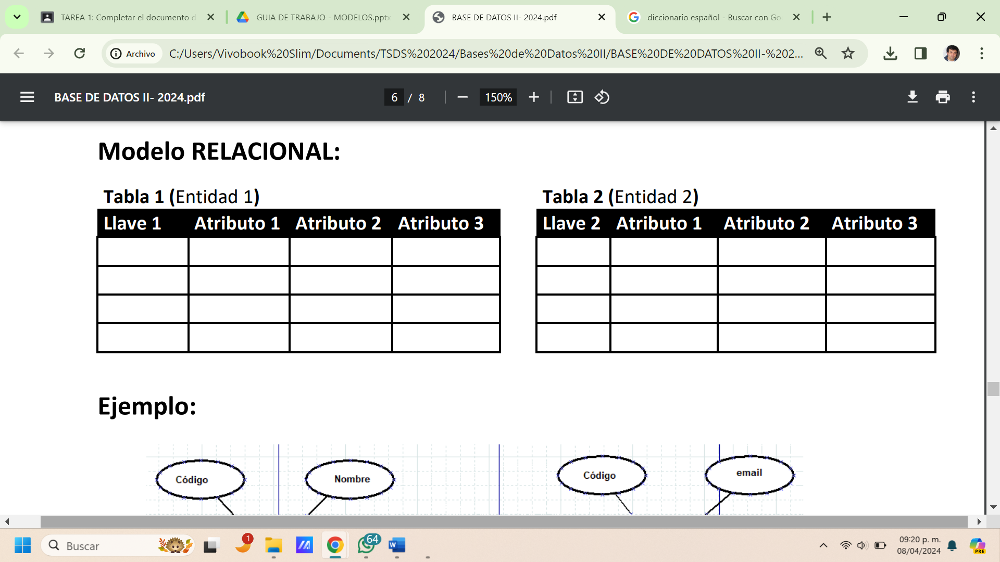 TAREA 1: Completar el documento d
GUIA DE TRABAJO - MODELOS.pptx
BASE DE DATOS II- 2024.pdf
diccionario español - Buscar con Go
Archivo
C:/Users/Vivobook%20Slim/Documents/TSDS%202024/Bases%20de%20Datos%20II/BASE%20DE%20DATOS%20II-%202...
BASE DE DATOS II- 2024.pdf
6 / 8
150%
Modelo RELACIONAL:
Tabla 1 (Entidad 1)
Llave 1 Atributo 1 Atributo 2 Atributo 3
Tabla 2 (Entidad 2)
Llave 2 Atributo 1 Atributo 2 Atributo 3
Ejemplo:
Código
Nombre
Código
email
Buscar
1
64
W
PRE
09:20 p. m.
08/04/2024